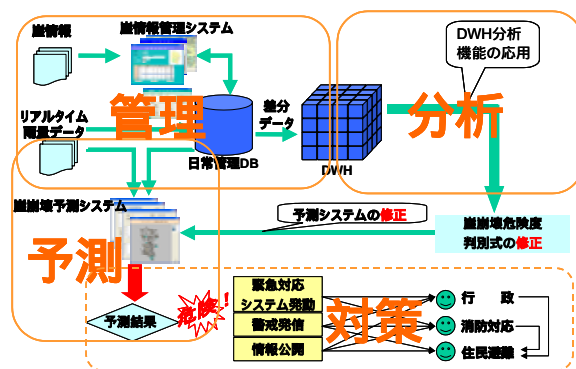 崖情報
崖情報管理システム
DWH分析
機能の応用
管理
分析
リアルタイム
雨量データ
差分
データ
日常管理DB
DWH
崖崩壊予測システム
予測システムの修正
崖崩壊危険度
判別式の修正
予測
緊急対応
システム発動
警戒発信
情報公開
対策
行 政
消防対応
住民避難
予測結果
危険!